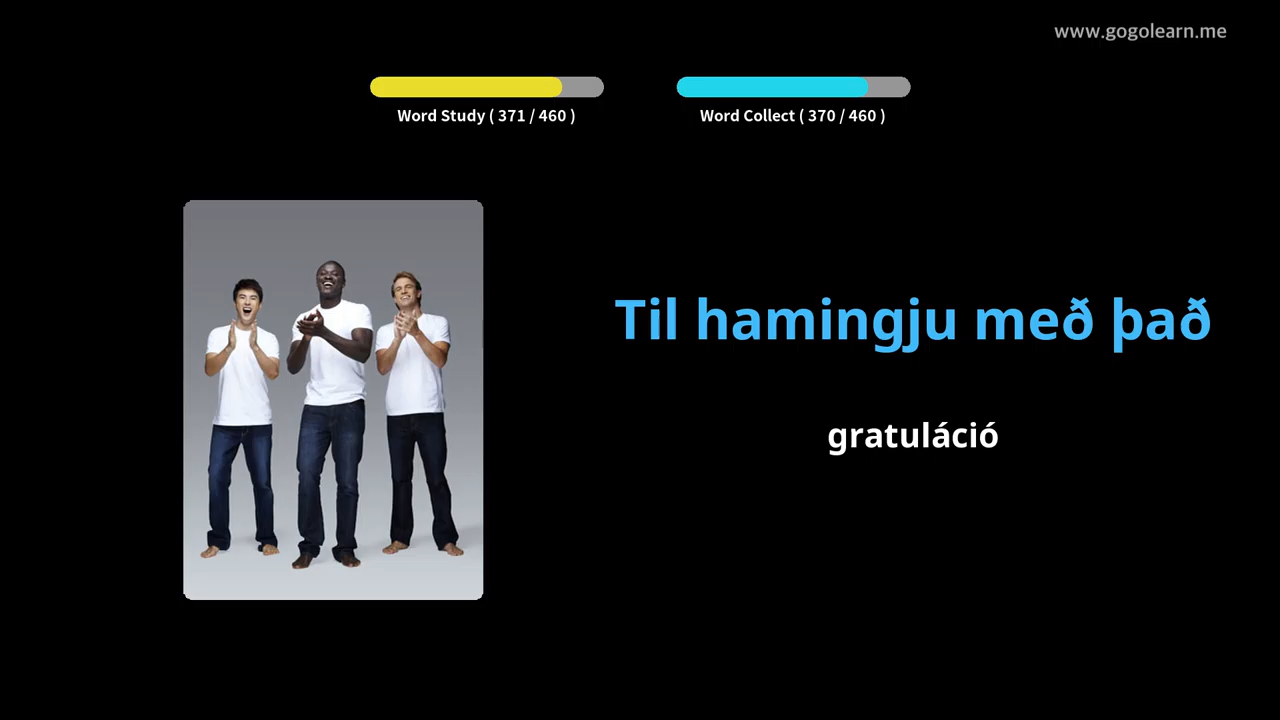 www.gogolearn.me
Word Study ( 371 / 460 )
Word Collect ( 370 / 460 )
Til hamingju með það
gratuláció